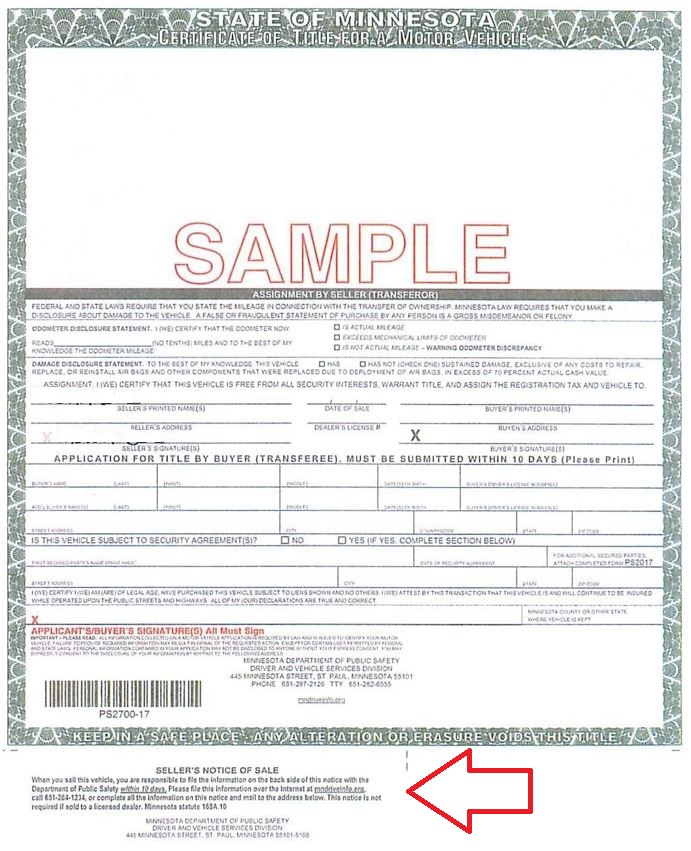 STATE OF MINNESOTA
CERTIFICATE OF TITLE FOR A MOTOR VEHICLE
SAMPLE
ASSIGNMENT BY SELLER (TRANSFEROR)
FEDERAL AND STATE LAWS REQUIRE THAT YOU STATE THE MILEAGE IN CONNECTION WITH THE TRANSFER OF OWNERSHIP. MINNESOTA LAW REQUIRES THAT YOU MAKE A
DISCLOSURE ABOUT DAMAGE TO THE VEHICLE. A FALSE OR FRAUDULENT STATEMENT OF PURCHASE BY ANY PERSON IS A GROSS MISDEMEANOR OR FELONY
ODOMETER DISCLOSURE STATEMENT. I (WE) CERTIFY THAT THE ODOMETER NOW
☐ IS ACTUAL MILEAGE
☐ EXCEEDS MECHANICAL LIMITS OF ODOMETER
READS____________________(NO TENTHS) MILES AND TO THE BEST OF MY
☐ IS NOT ACTUAL MILEAGE – WARNING ODOMETER DISCREPANCY
KNOWLEDGE THE ODOMETER MILEAGE:
DAMAGE DISCLOSURE STATEMENT: TO THE BEST OF MY KNOWLEDGE THIS VEHICLE ☐ HAS ☐ HAS NOT (CHECK ONE) SUSTAINED DAMAGE, EXCLUSIVE OF ANY COSTS TO REPAIR,
REPLACE, OR REINSTALL AIR BAGS AND OTHER COMPONENTS THAT WERE REPLACED DUE TO DEPLOYMENT OF AIR BAGS, IN EXCESS OF 70 PERCENT ACTUAL CASH VALUE.
ASSIGNMENT: I (WE) CERTIFY THAT THIS VEHICLE IS FREE FROM ALL SECURITY INTERESTS, WARRANT TITLE, AND ASSIGN THE REGISTRATION TAX AND VEHICLE TO.
SELLER'S PRINTED NAME(S) DATE OF SALE BUYER'S PRINTED NAME(S)
SELLER'S ADDRESS DEALER'S LICENSE # BUYER'S ADDRESS
X X
SELLER'S SIGNATURE(S) BUYER'S SIGNATURE(S)
APPLICATION FOR TITLE BY BUYER (TRANSFEREE). MUST BE SUBMITTED WITHIN 10 DAYS (Please Print)
BUYER'S NAME (LAST) (FIRST) (MIDDLE) DATE(S) OF BIRTH BUYER'S DRIVER'S LICENSE NUMBER(S)
ADD'L BUYER'S NAME(S) (LAST) (FIRST) (MIDDLE) DATE(S) OF BIRTH BUYER'S DRIVER'S LICENSE NUMBER(S)
STREET ADDRESS CITY COUNTY CODE STATE ZIP CODE
IS THIS VEHICLE SUBJECT TO SECURITY AGREEMENT(S)? ☐ NO ☐ YES (IF YES, COMPLETE SECTION BELOW)
FIRST SECURED PARTY NAME (PRINT NAME) DATE OF SECURITY AGREEMENT
FOR ADDITIONAL SECURED PARTIES,
ATTACH COMPLETED FORM PS2017
STREET ADDRESS CITY STATE ZIP CODE
I (WE) CERTIFY I (WE) AM (ARE) OF LEGAL AGE, HAVE PURCHASED THIS VEHICLE SUBJECT TO LIENS SHOWN AND NO OTHERS. I (WE) ATTEST BY THIS TRANSACTION THAT THIS VEHICLE IS AND WILL CONTINUE TO BE INSURED
WHILE OPERATED UPON THE PUBLIC STREETS AND HIGHWAYS. ALL OF MY (OUR) DECLARATIONS ARE TRUE AND CORRECT
X
MINNESOTA COUNTY OR OTHER STATE
WHERE VEHICLE IS KEPT
APPLICANT'S/BUYER'S SIGNATURE(S) All Must Sign
IMPORTANT – PLEASE READ. ALL INFORMATION COLLECTED ON A MOTOR VEHICLE APPLICATION IS REQUIRED BY LAW AND IS USED TO IDENTIFY YOUR MOTOR
VEHICLE. FAILURE TO PROVIDE REQUIRED INFORMATION MAY RESULT IN DENIAL OF THE REQUESTED ACTION. EXCEPT FOR CERTAIN USES PERMITTED BY FEDERAL
AND STATE LAWS, PERSONAL INFORMATION CONTAINED IN YOUR APPLICATION MAY NOT BE DISCLOSED TO ANYONE WITHOUT YOUR EXPRESS CONSENT. YOU MAY
EXPRESSLY CONSENT TO THE DISCLOSURE OF YOUR INFORMATION BY WRITING TO THE FOLLOWING ADDRESS:
MINNESOTA DEPARTMENT OF PUBLIC SAFETY
DRIVER AND VEHICLE SERVICES DIVISION
445 MINNESOTA STREET, ST. PAUL, MINNESOTA 55101
PHONE 651-297-2126 TTY 651-282-6555
mndriveinfo.org
PS2700-17
KEEP IN A SAFE PLACE. ANY ALTERATION OR ERASURE VOIDS THIS TITLE
SELLER'S NOTICE OF SALE
When you sell this vehicle, you are responsible to file the information on the back side of this notice with the
Department of Public Safety within 10 days. Please file this information over the Internet at mndriveinfo.org,
call 651-284-1234, or complete all the information on this notice and mail to the address below. This notice is not
required if sold to a licensed dealer. Minnesota statute 168A.10
MINNESOTA DEPARTMENT OF PUBLIC SAFETY
DRIVER AND VEHICLE SERVICES DIVISION
445 MINNESOTA STREET, ST. PAUL, MINNESOTA 55101-5168